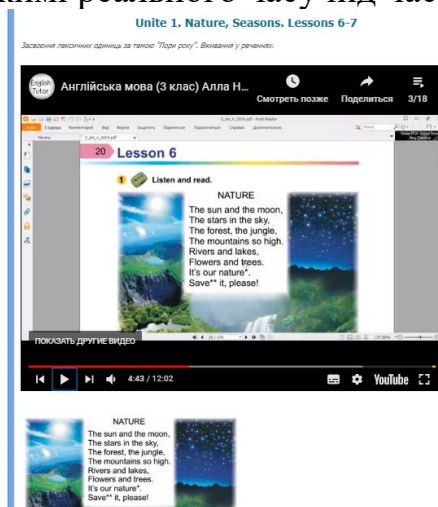 кими реального часу під час
Unite 1. Nature, Seasons. Lessons 6-7
Засвоєння лексичних одиниць за темою "Пори року". Вживання у реченнях.
English Tutor
Англійська мова (3 клас) Алла Н...
Смотреть позже
Поделиться
3/18
20 Lesson 6
1 Listen and read.
NATURE
The sun and the moon,
The stars in the sky,
The forest, the jungle,
The mountains so high.
Rivers and lakes,
Flowers and trees.
It's our nature*.
Save** it, please!
ПОКАЗАТЬ ДРУГИЕ ВИДЕО
4:43 / 12:02
YouTube
NATURE
The sun and the moon,
The stars in the sky,
The forest, the jungle,
The mountains so high.
Rivers and lakes,
Flowers and trees.
It's our nature*.
Save** it, please!